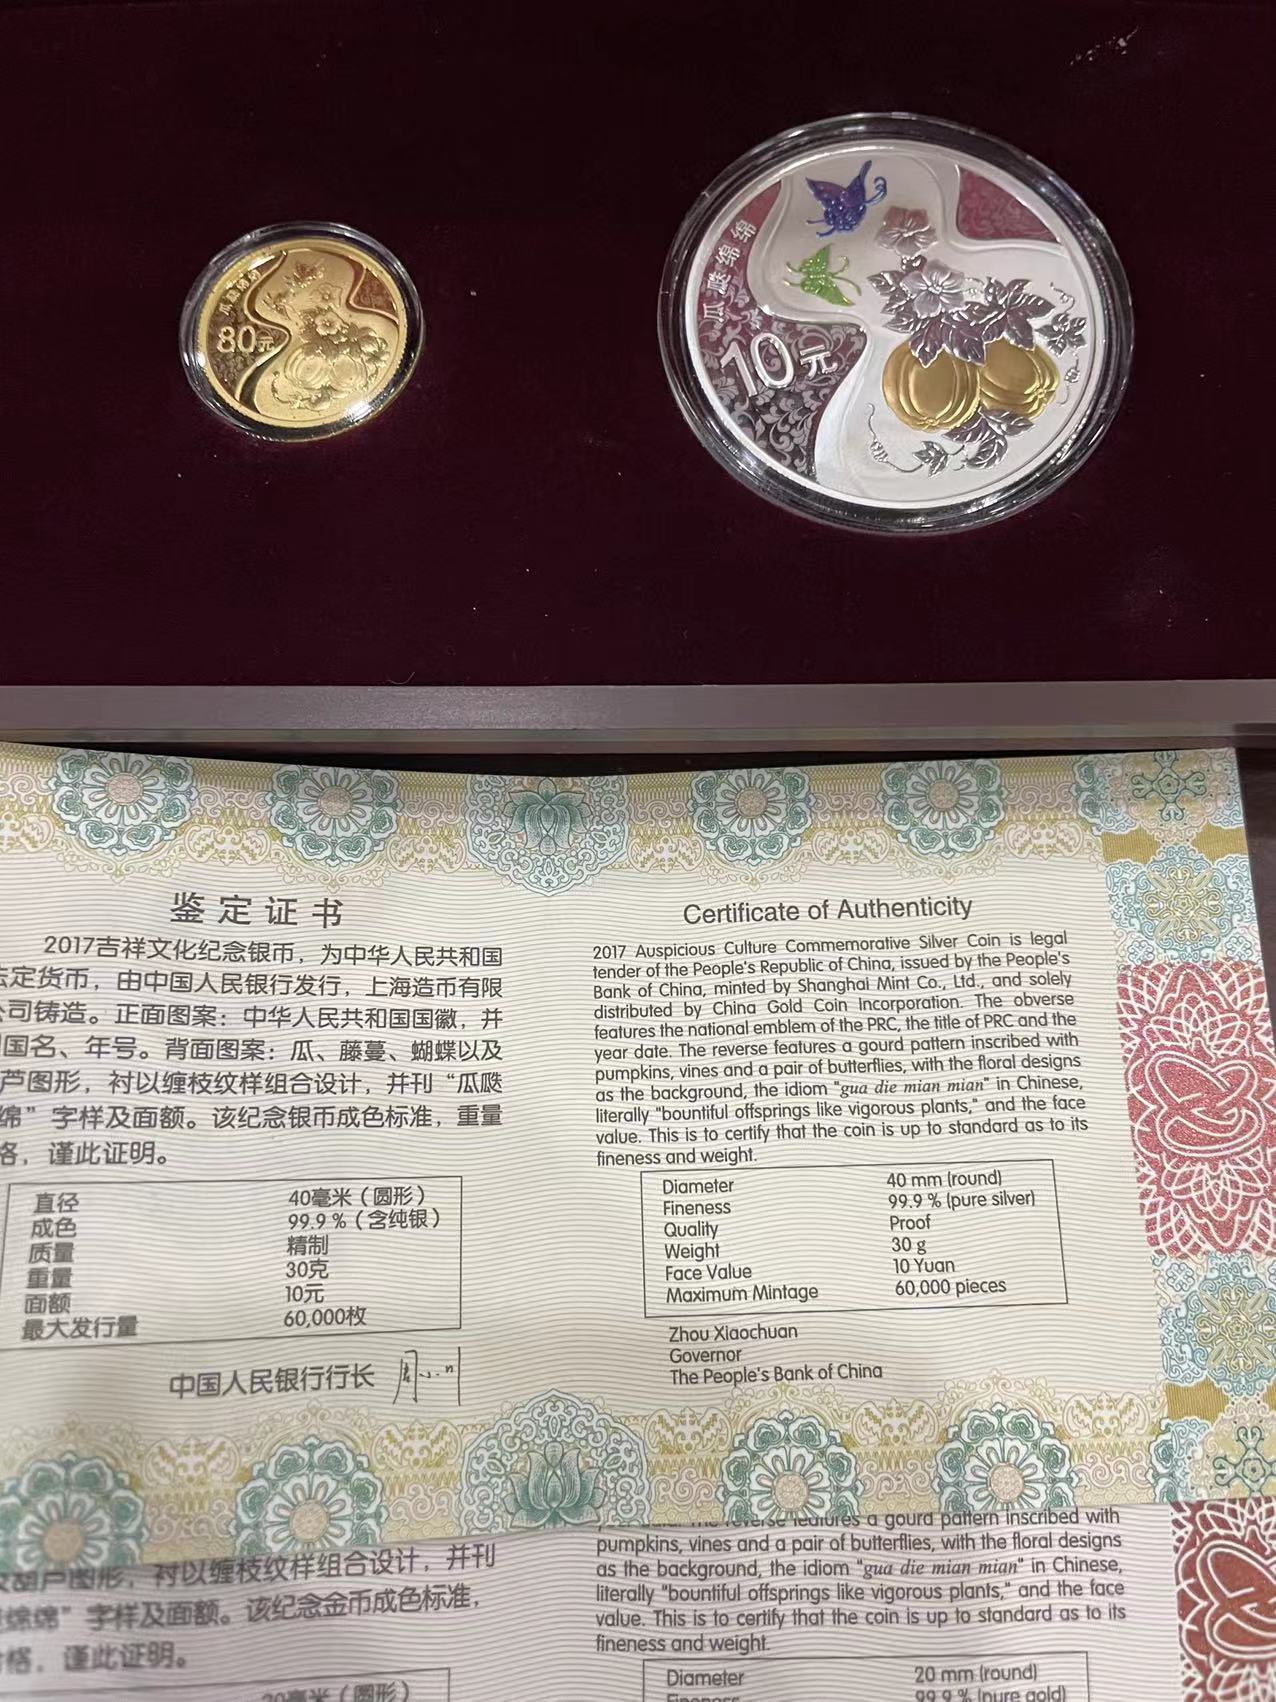 80元
瓜瓞绵绵
10元
鉴定证书
2017吉祥文化纪念银币，为中华人民共和国
法定货币，由中国人民银行发行，上海造币有限
公司铸造。正面图案：中华人民共和国国徽，并
国名、年号。背面图案：瓜、藤蔓、蝴蝶以及
芦图形，衬以缠枝纹样组合设计，并刊“瓜瓞
绵”字样及面额。该纪念银币成色标准，重量
格，谨此证明。
直径 40毫米（圆形）
成色 99.9％（含纯银）
质量 精制
重量 30克
面额 10元
最大发行量 60,000枚
中国人民银行行长
Certificate of Authenticity
2017 Auspicious Culture Commemorative Silver Coin is legal
tender of the People's Republic of China, issued by the People's
Bank of China, minted by Shanghai Mint Co., Ltd., and solely
distributed by China Gold Coin Incorporation. The obverse
features the national emblem of the PRC, the title of PRC and the
year date. The reverse features a gourd pattern inscribed with
pumpkins, vines and a pair of butterflies, with the floral designs
as the background, the idiom "gua die mian mian" in Chinese,
literally "bountiful offsprings like vigorous plants," and the face
value. This is to certify that the coin is up to standard as to its
fineness and weight.
Diameter 40 mm (round)
Fineness 99.9 % (pure silver)
Quality Proof
Weight 30 g
Face Value 10 Yuan
Maximum Mintage 60,000 pieces
Zhou Xiaochuan
Governor
The People's Bank of China
葫芦图形，衬以缠枝纹样组合设计，并刊
绵绵”字样及面额。该纪念金币成色标准，
格，谨此证明。
20毫米（圆形）
reverse features a gourd pattern inscribed with
pumpkins, vines and a pair of butterflies, with the floral designs
as the background, the idiom "gua die mian mian" in Chinese,
literally "bountiful offsprings like vigorous plants," and the face
value. This is to certify that the coin is up to standard as to its
fineness and weight.
Diameter 20 mm (round)
Fineness 99.9 % (pure gold)